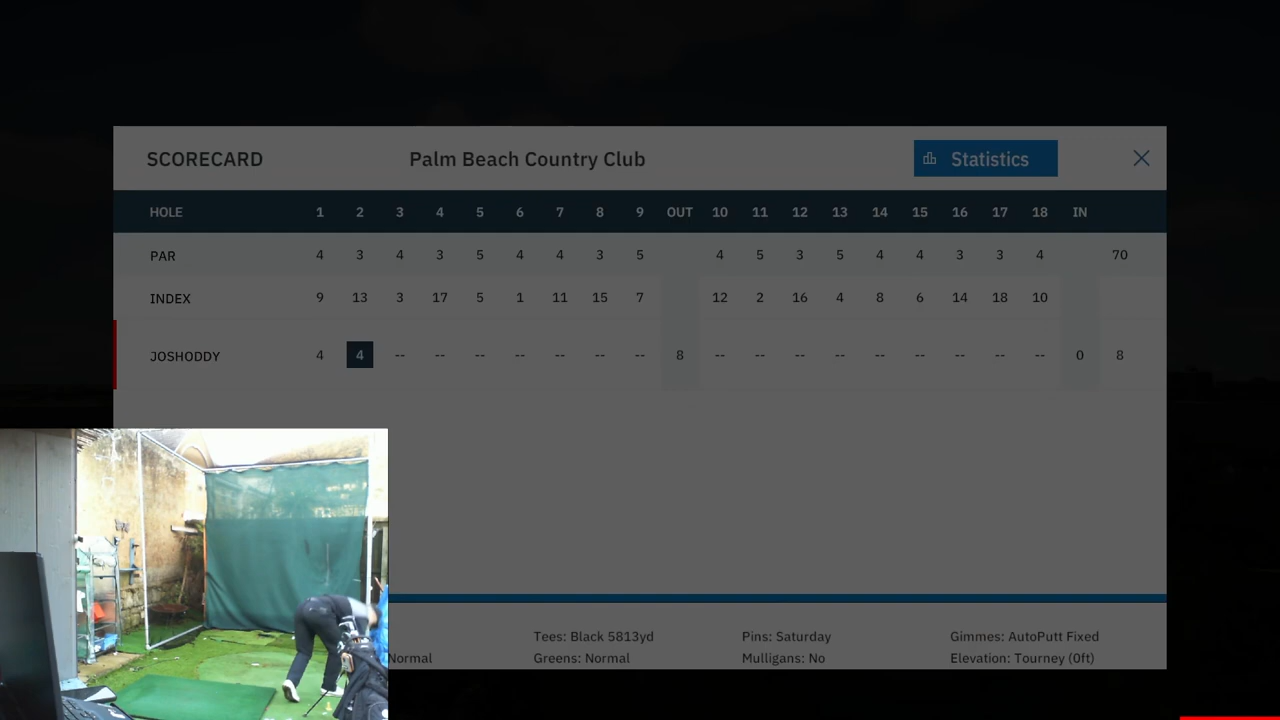 SCORECARD Palm Beach Country Club Statistics
HOLE 1 2 3 4 5 6 7 8 9 OUT 10 11 12 13 14 15 16 17 18 IN
PAR 4 3 4 3 5 4 4 3 5 4 5 3 5 4 4 3 3 4 70
INDEX 9 13 3 17 5 1 11 15 7 12 2 16 4 8 6 14 18 10
JOSHODDY 4 4 -- -- -- -- -- -- -- 8 -- -- -- -- -- -- -- -- -- 0 8
Tees: Black 5813yd Pins: Saturday Gimmes: AutoPutt Fixed
Normal Greens: Normal Mulligans: No Elevation: Tourney (0ft)